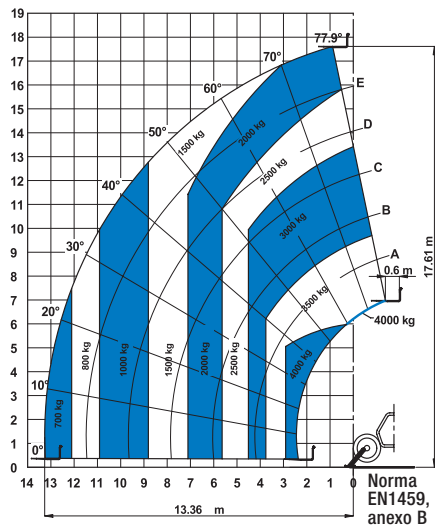 19
18
17
16
15
14
13
12
11
10
9
8
7
6
5
4
3
2
1
0
14 13 12 11 10 9 8 7 6 5 4 3 2 1 0
0°
10°
20°
30°
40°
50°
60°
70°
77.9°
E
D
C
B
A
700 kg
800 kg
1000 kg
1500 kg
2000 kg
2500 kg
1500 kg
2000 kg
2500 kg
3000 kg
3500 kg
4000 kg
4000 kg
0.6 m
17.61 m
13.36 m
Norma
EN1459,
anexo B